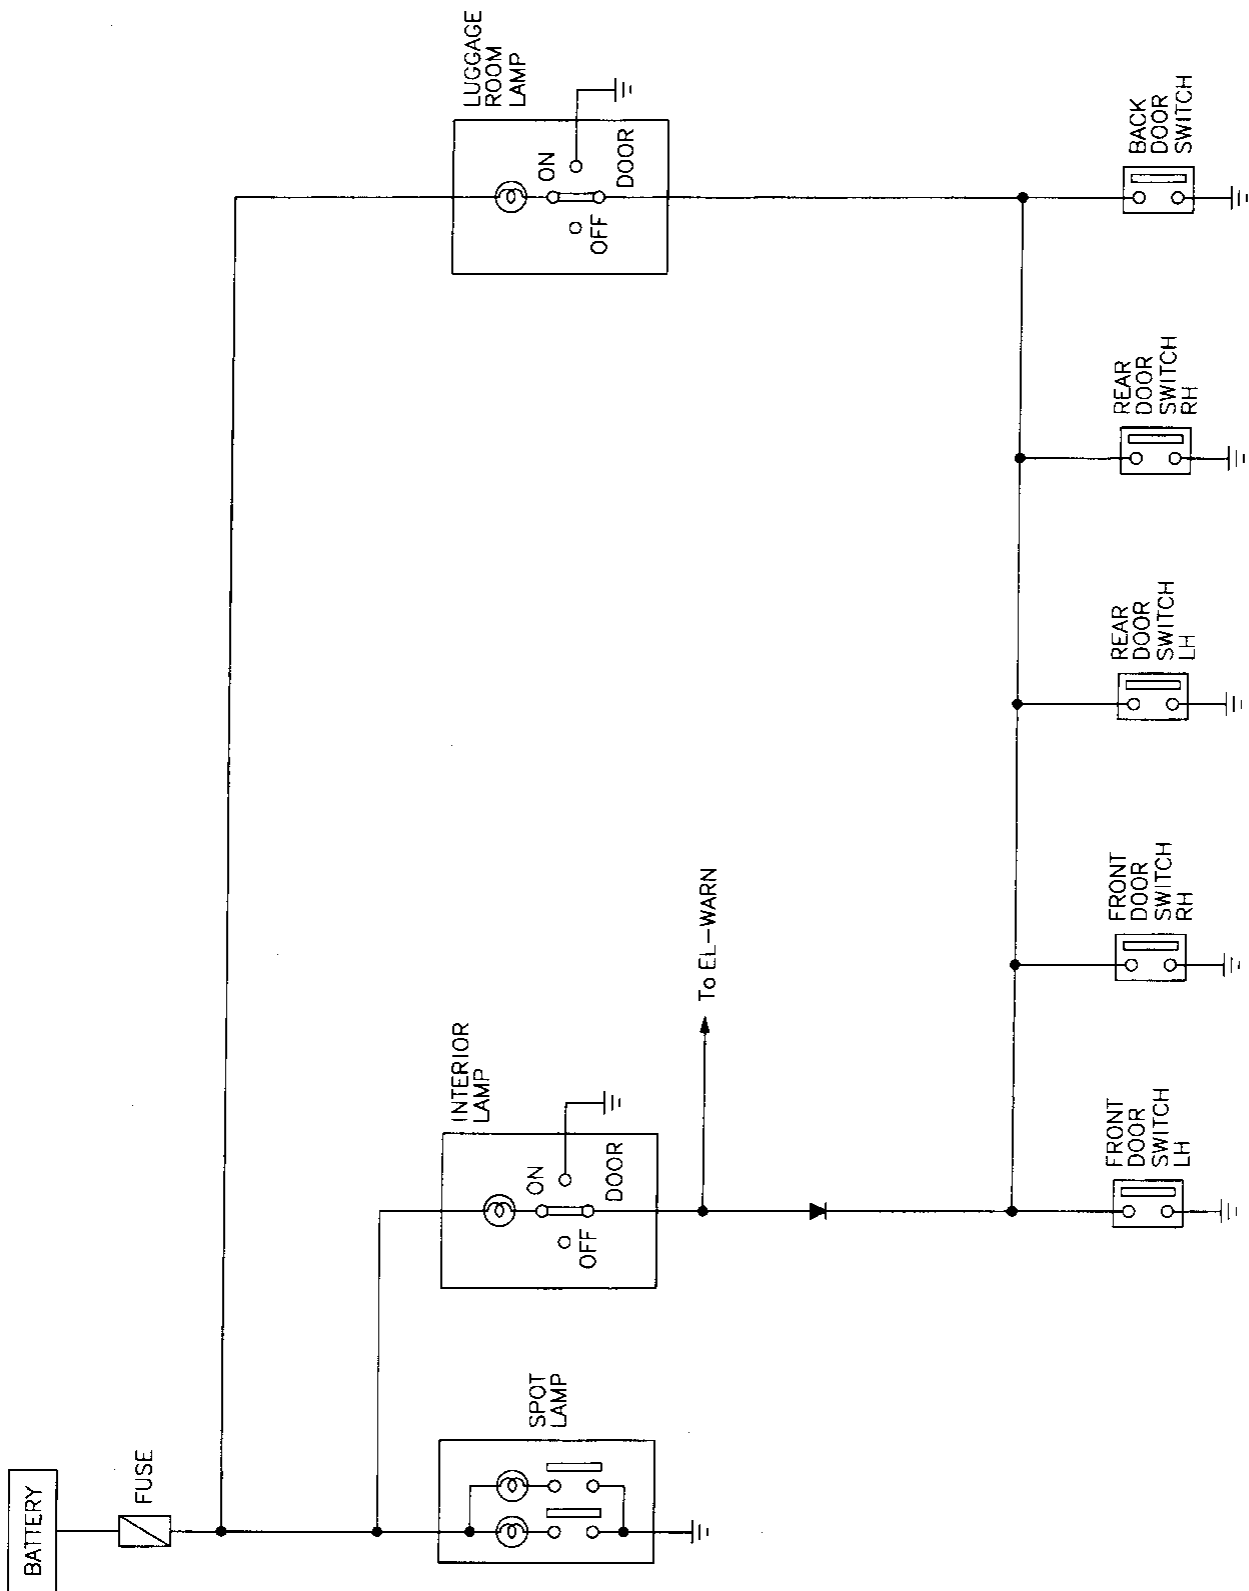 BATTERY
FUSE
SPOT
LAMP
INTERIOR
LAMP
ON
OFF
DOOR
To EL-WARN
LUGGAGE
ROOM
LAMP
ON
OFF
DOOR
FRONT
DOOR
SWITCH
LH
FRONT
DOOR
SWITCH
RH
REAR
DOOR
SWITCH
LH
REAR
DOOR
SWITCH
RH
BACK
DOOR
SWITCH